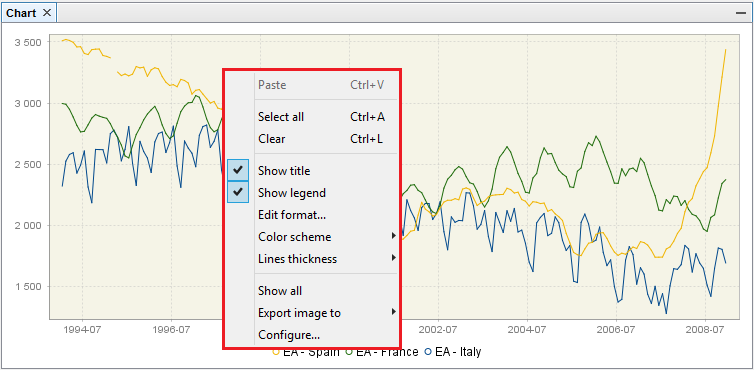 Chart
3 500
3 000
2 500
2 000
1 500
Paste Ctrl+V
Select all Ctrl+A
Clear Ctrl+L
Show title
Show legend
Edit format...
Color scheme
Lines thickness
Show all
Export image to
Configure...
1994-07 1996-07 2002-07 2004-07 2006-07 2008-07
EA - Spain EA - France EA - Italy